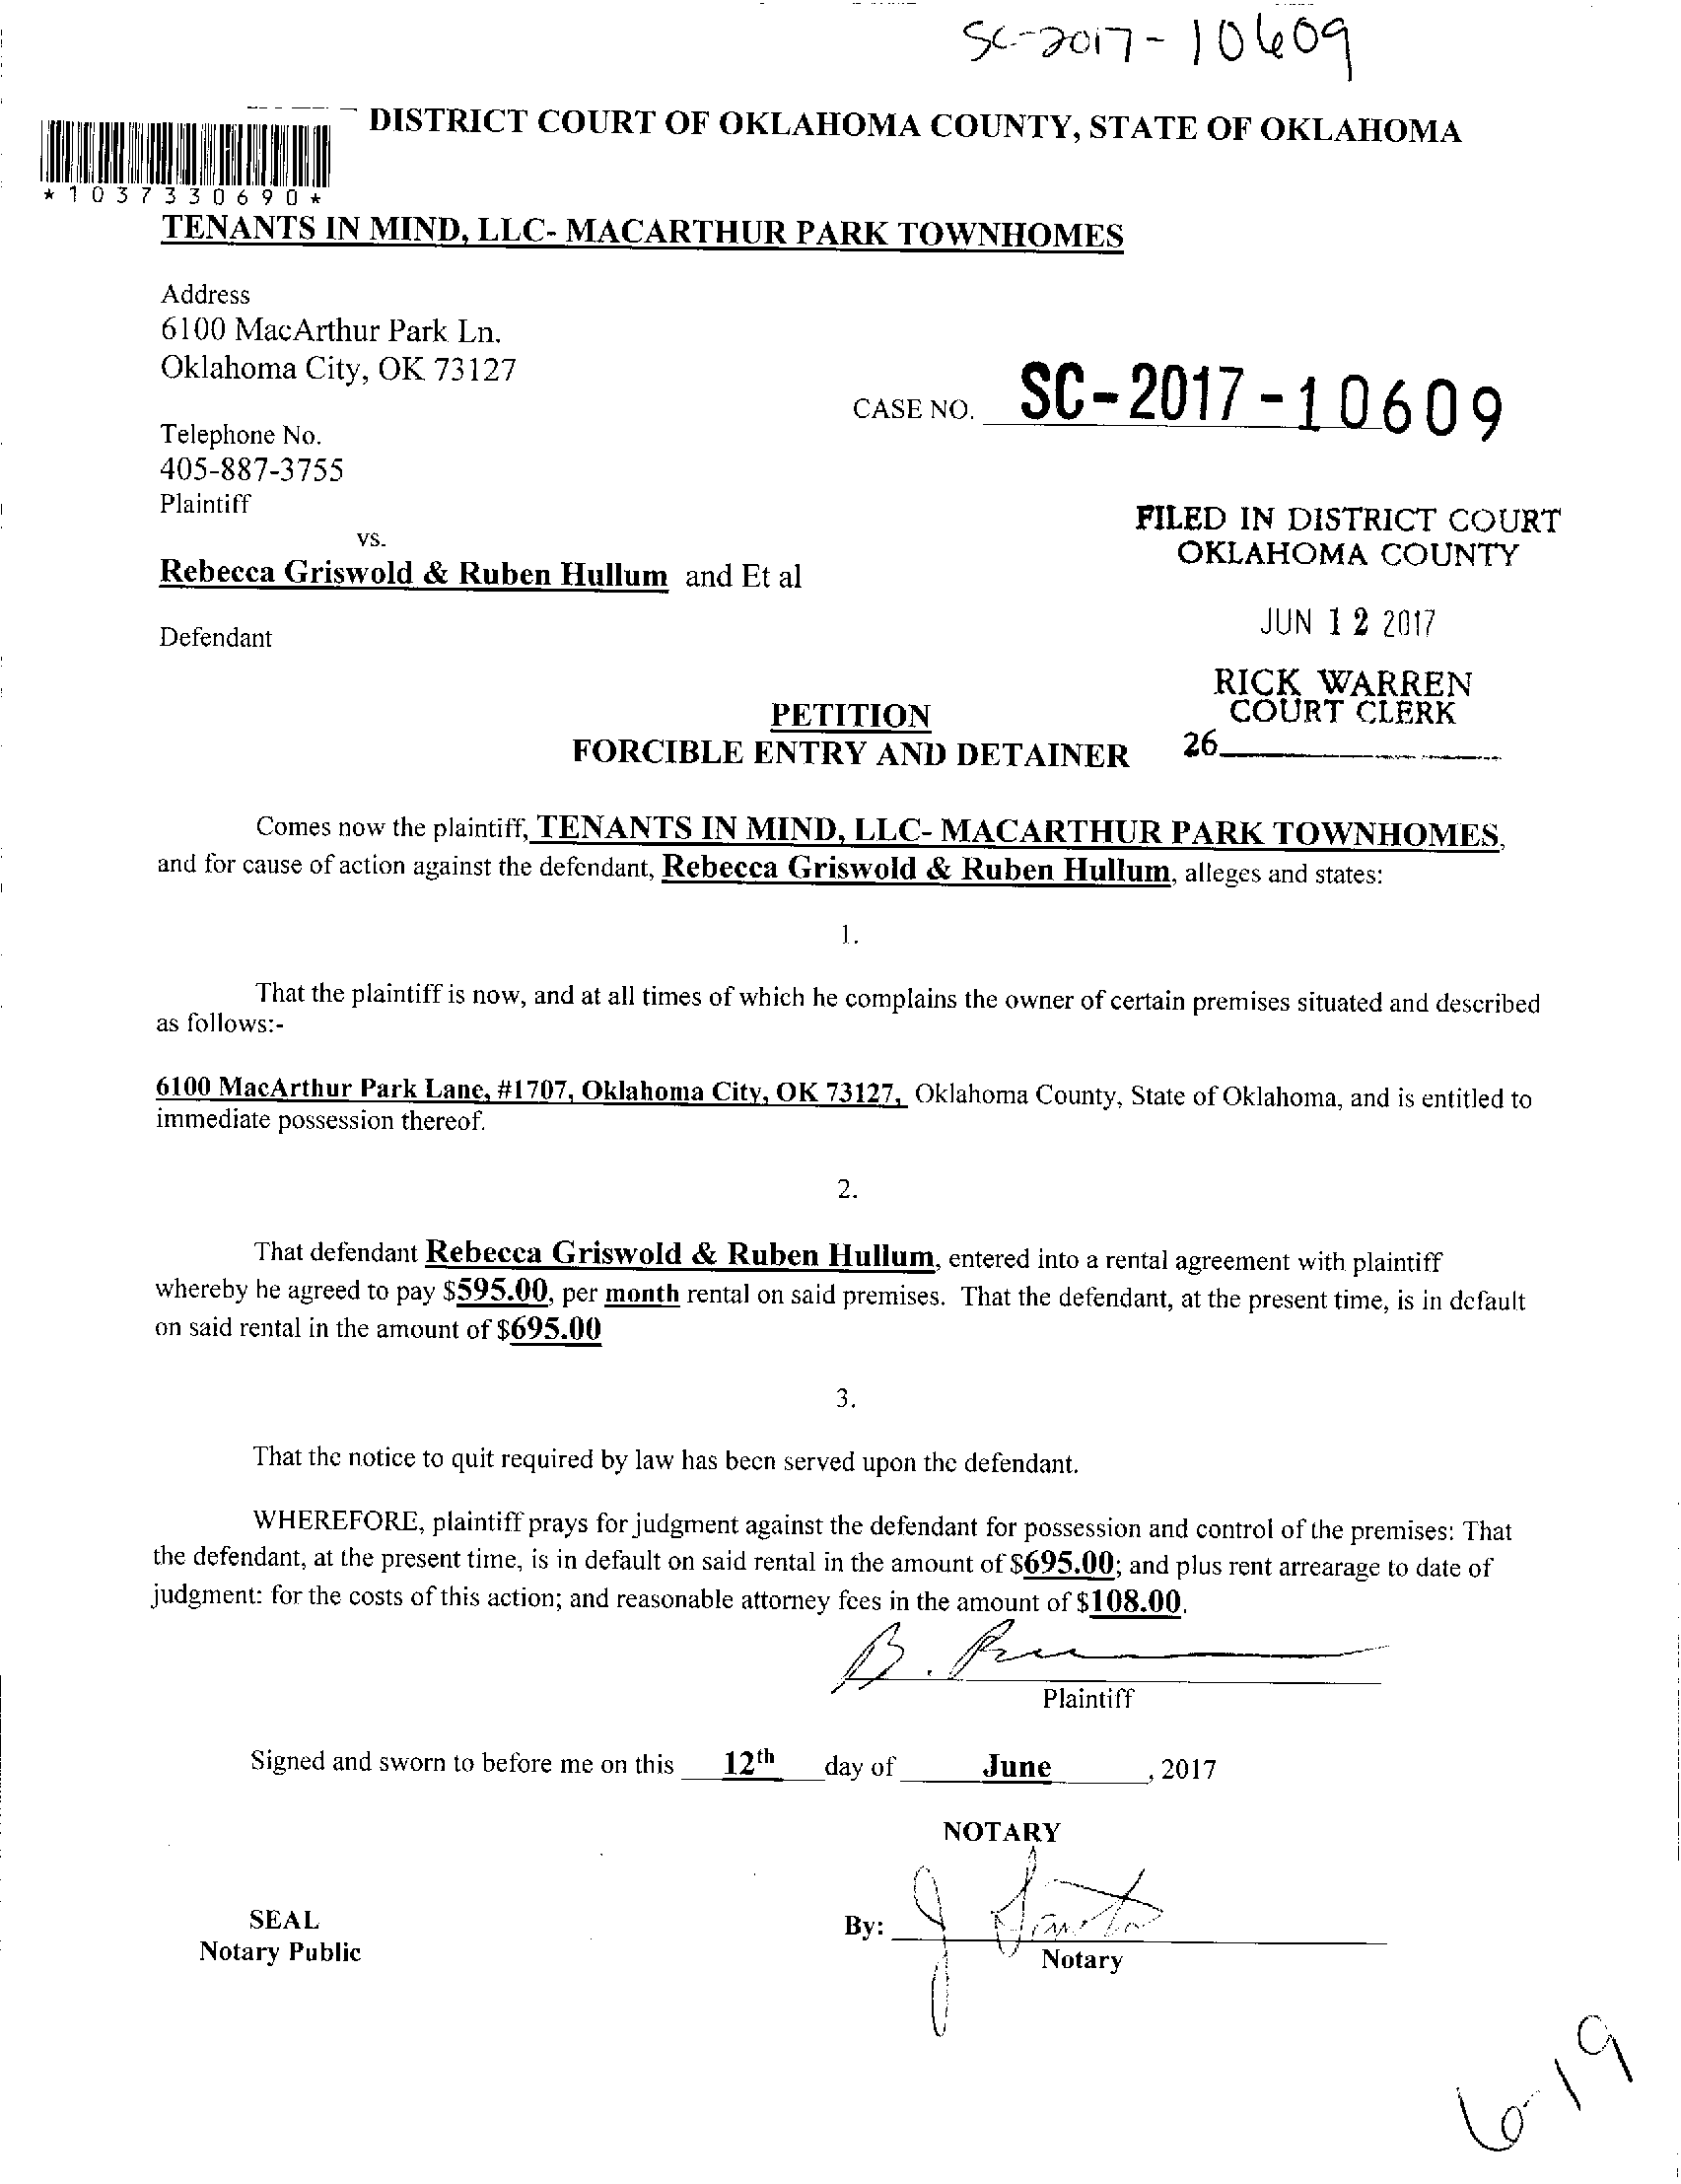 SC-2017-10609
DISTRICT COURT OF OKLAHOMA COUNTY, STATE OF OKLAHOMA
*1037330690*
TENANTS IN MIND, LLC- MACARTHUR PARK TOWNHOMES
Address
6100 MacArthur Park Ln.
Oklahoma City, OK 73127
CASE NO. SC-2017-10609
Telephone No.
405-887-3755
Plaintiff
FILED IN DISTRICT COURT
OKLAHOMA COUNTY
vs.
Rebecca Griswold & Ruben Hullum and Et al
JUN 12 2017
Defendant
RICK WARREN
COURT CLERK
26
PETITION
FORCIBLE ENTRY AND DETAINER
Comes now the plaintiff, TENANTS IN MIND, LLC- MACARTHUR PARK TOWNHOMES,
and for cause of action against the defendant, Rebecca Griswold & Ruben Hullum, alleges and states:
1.
That the plaintiff is now, and at all times of which he complains the owner of certain premises situated and described
as follows:-
6100 MacArthur Park Lane, #1707, Oklahoma City, OK 73127, Oklahoma County, State of Oklahoma, and is entitled to
immediate possession thereof.
2.
That defendant Rebecca Griswold & Ruben Hullum, entered into a rental agreement with plaintiff
whereby he agreed to pay $595.00, per month rental on said premises. That the defendant, at the present time, is in default
on said rental in the amount of $695.00
3.
That the notice to quit required by law has been served upon the defendant.
WHEREFORE, plaintiff prays for judgment against the defendant for possession and control of the premises: That
the defendant, at the present time, is in default on said rental in the amount of $695.00; and plus rent arrearage to date of
judgment: for the costs of this action; and reasonable attorney fees in the amount of $108.00.
B.
Plaintiff
Signed and sworn to before me on this 12th day of June, 2017
NOTARY
SEAL
Notary Public
By:
Notary
6-19